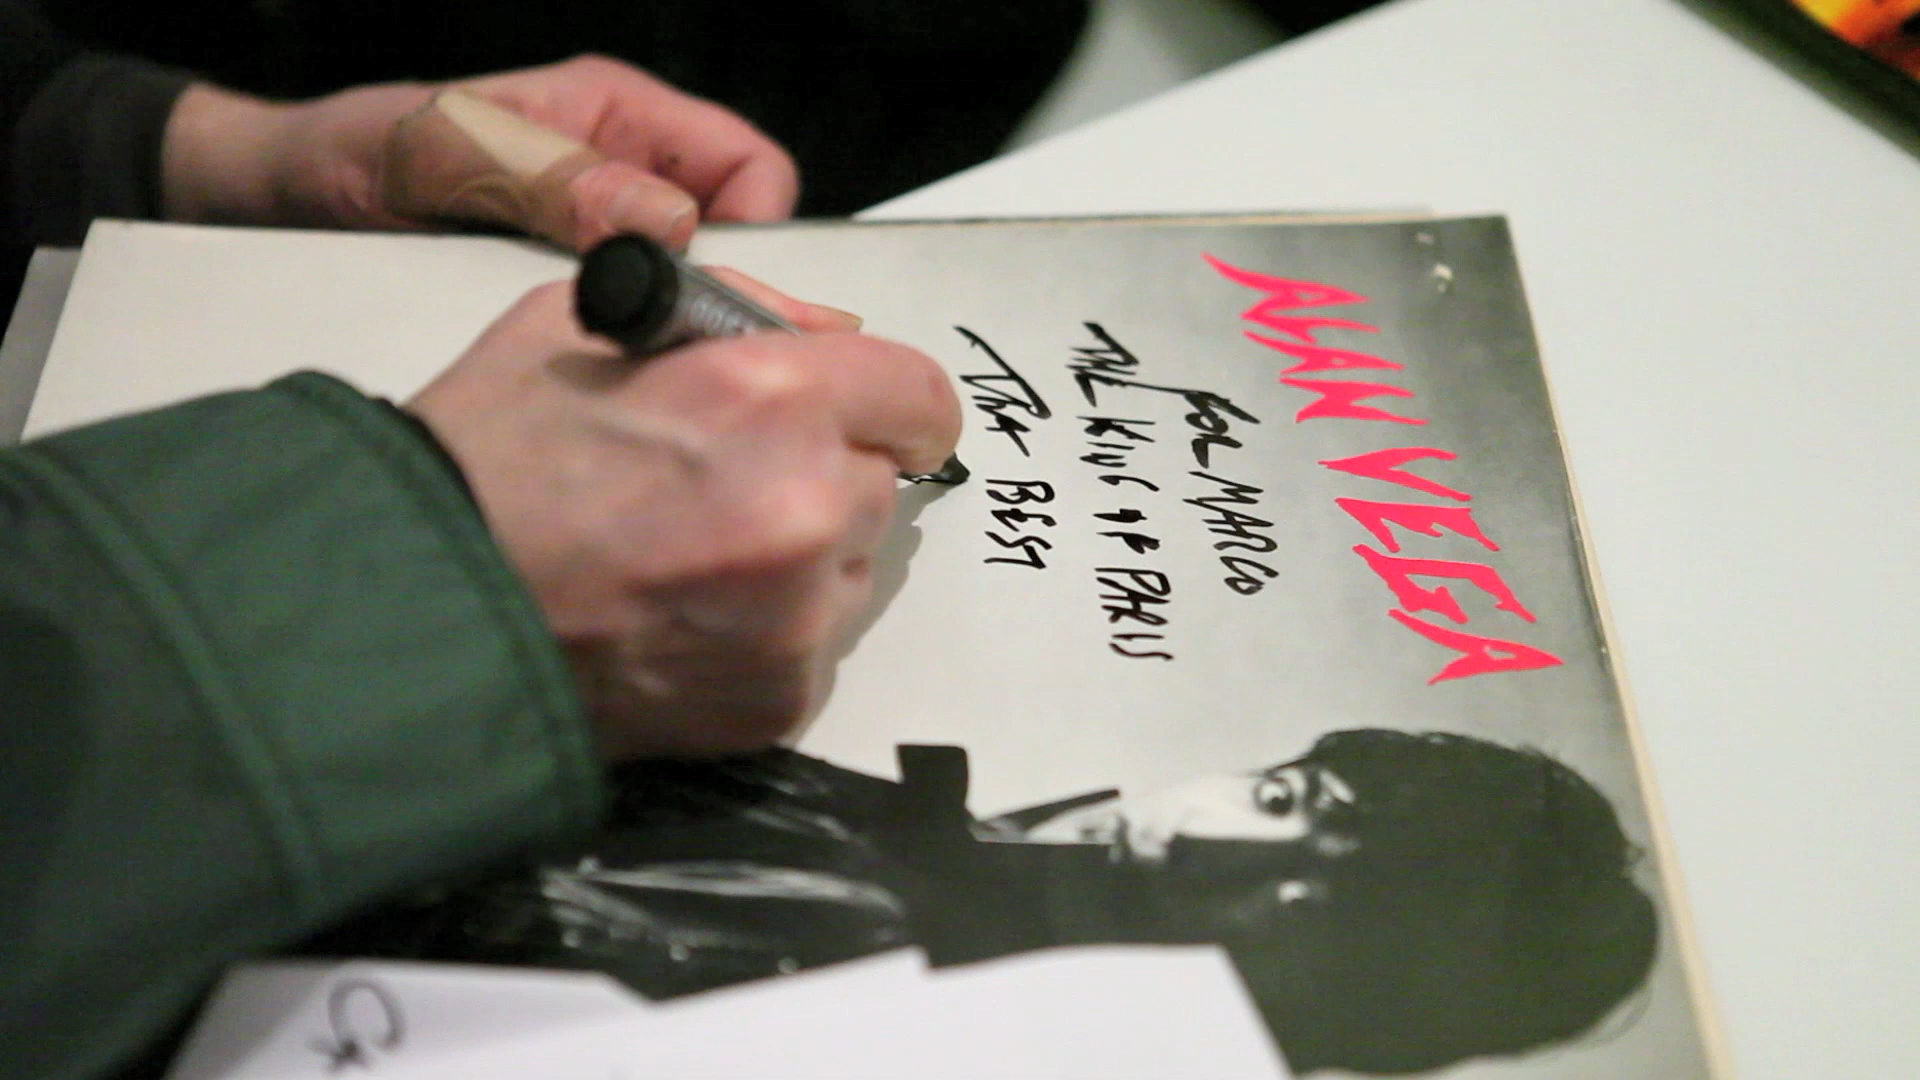 ALAN VEGA
FOR MARCO
THE KING OF PARIS
THE BEST